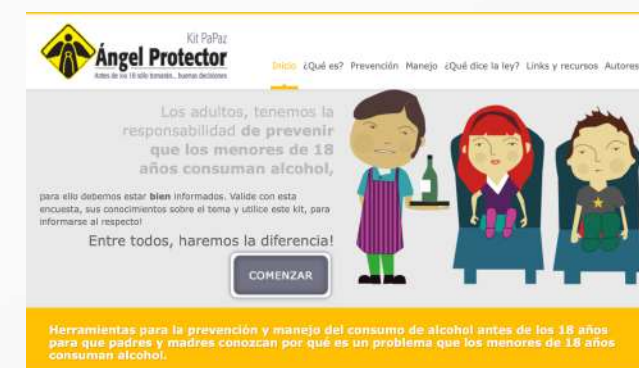 Kit PaPaz
Ángel Protector
Antes de los 18 sólo tomarán... buenas decisiones
Inicio ¿Qué es? Prevención Manejo ¿Qué dice la ley? Links y recursos Autores
Los adultos, tenemos la
responsabilidad de prevenir
que los menores de 18
años consuman alcohol,
para ello debemos estar bien informados. Valide con esta
encuesta, sus conocimientos sobre el tema y utilice este kit, para
informarse al respecto!
Entre todos, haremos la diferencia!
COMENZAR
Herramientas para la prevención y manejo del consumo de alcohol antes de los 18 años
para que padres y madres conozcan por qué es un problema que los menores de 18 años
consuman alcohol.